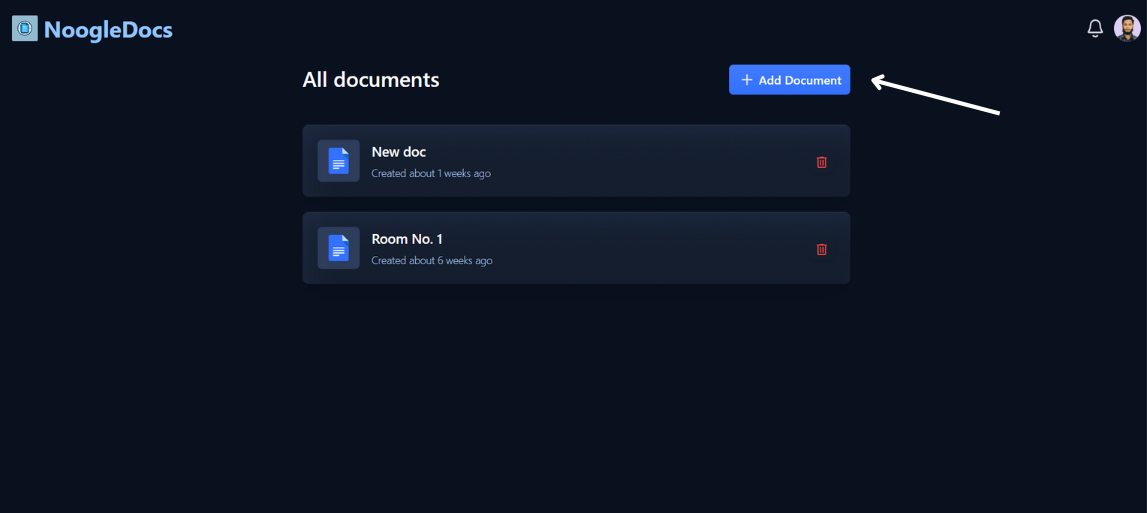 NoogleDocs
All documents
Add Document
New doc
Created about 1 weeks ago
Room No. 1
Created about 6 weeks ago